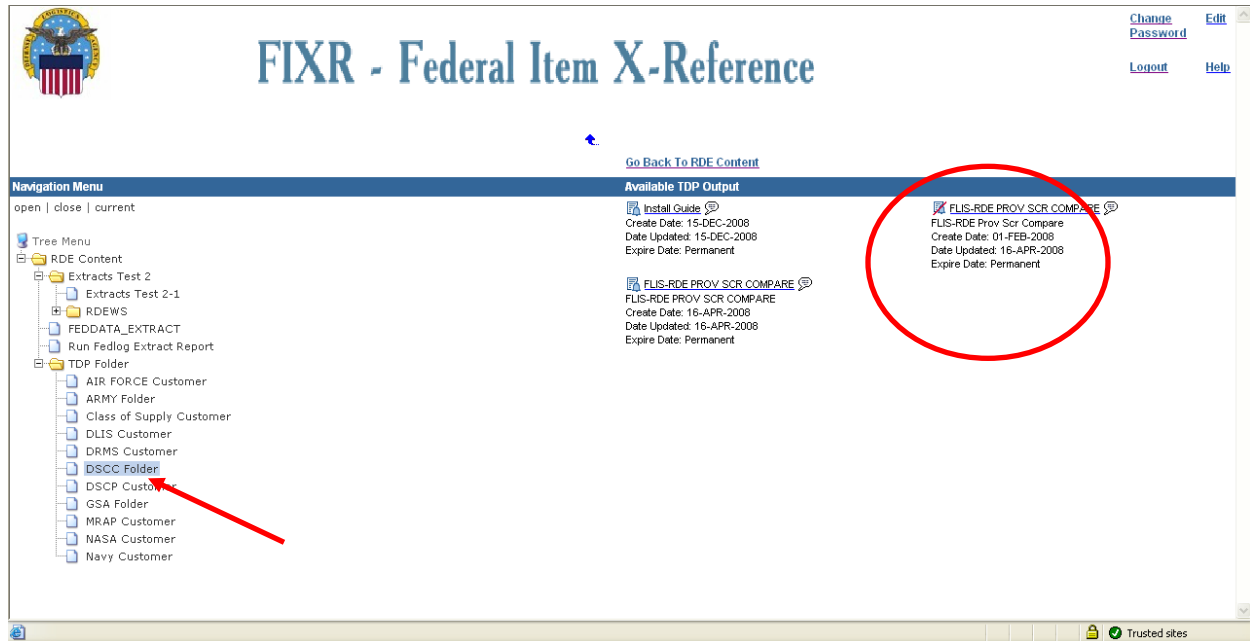 FIXR - Federal Item X-Reference
Change Password
Edit
Logout
Help
Go Back To RDE Content
Navigation Menu
Available TDP Output
open | close | current
Tree Menu
RDE Content
Extracts Test 2
Extracts Test 2-1
RDEWS
FEDDATA_EXTRACT
Run Fedlog Extract Report
TDP Folder
AIR FORCE Customer
ARMY Folder
Class of Supply Customer
DLIS Customer
DRMS Customer
DSCC Folder
DSCP Customer
GSA Folder
MRAP Customer
NASA Customer
Navy Customer
Install Guide
Create Date: 15-DEC-2008
Date Updated: 15-DEC-2008
Expire Date: Permanent
FLIS-RDE PROV SCR COMPARE
FLIS-RDE PROV SCR COMPARE
Create Date: 16-APR-2008
Date Updated: 16-APR-2008
Expire Date: Permanent
FLIS-RDE PROV SCR COMPARE
FLIS-RDE Prov Scr Compare
Create Date: 01-FEB-2008
Date Updated: 16-APR-2008
Expire Date: Permanent
Trusted sites